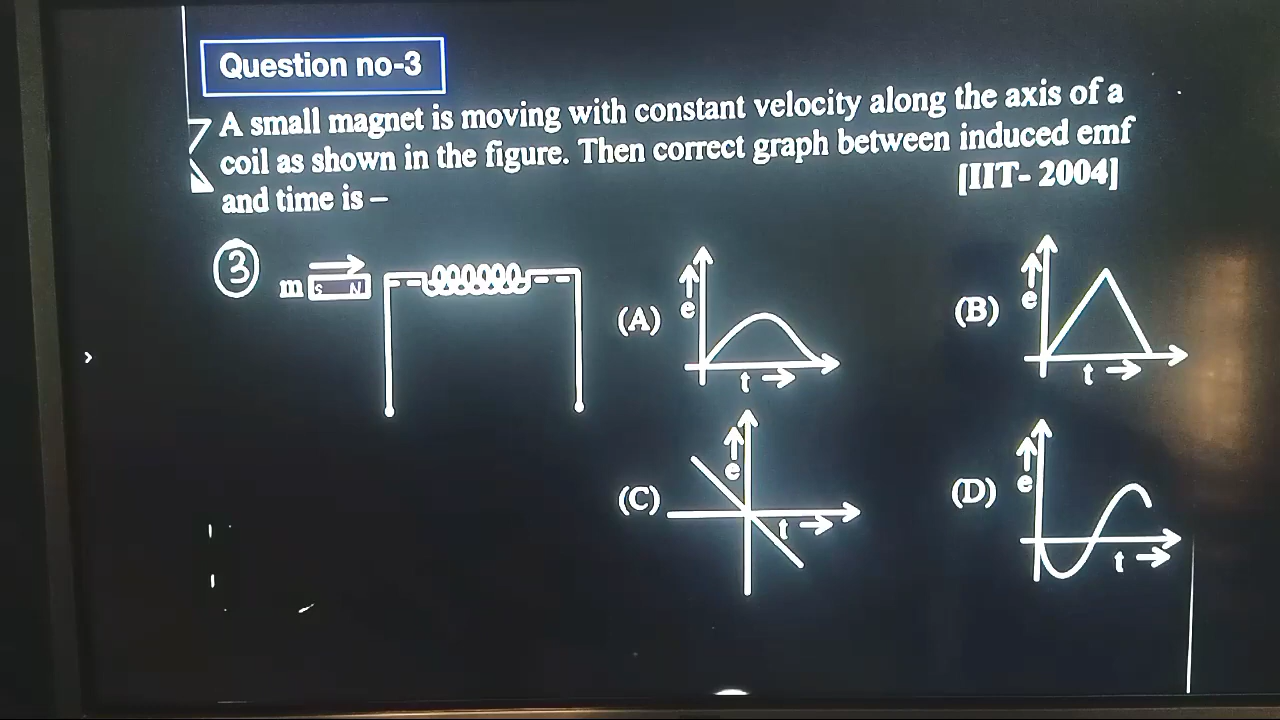 Question no-3
A small magnet is moving with constant velocity along the axis of a
coil as shown in the figure. Then correct graph between induced emf
and time is – [IIT- 2004]
3
m S N
(A) e t
(B) e t
(C) e t
(D) e t